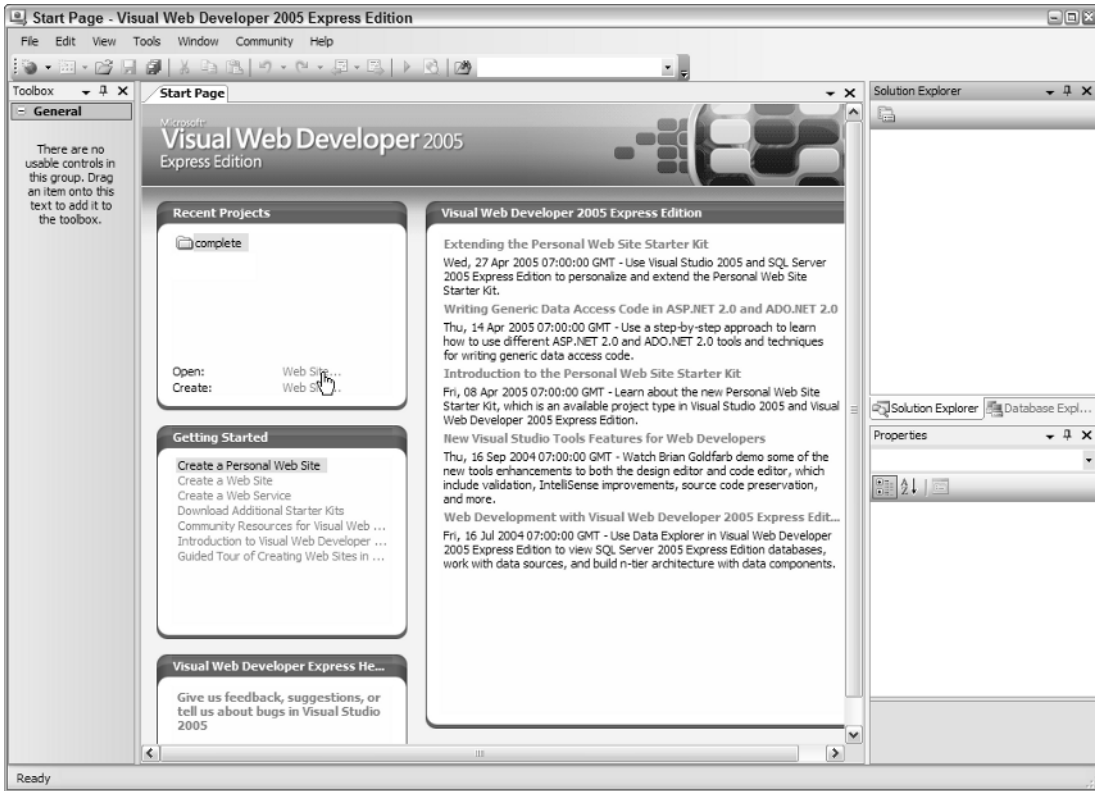 Start Page - Visual Web Developer 2005 Express Edition
File Edit View Tools Window Community Help
Toolbox
General
There are no
usable controls in
this group. Drag
an item onto this
text to add it to
the toolbox.
Start Page
Microsoft
Visual Web Developer 2005
Express Edition
Recent Projects
complete
Open: Web Site...
Create: Web
Getting Started
Create a Personal Web Site
Create a Web Site
Create a Web Service
Download Additional Starter Kits
Community Resources for Visual Web ...
Introduction to Visual Web Developer ...
Guided Tour of Creating Web Sites in ...
Visual Web Developer Express He...
Give us feedback, suggestions, or
tell us about bugs in Visual Studio
2005
Visual Web Developer 2005 Express Edition
Extending the Personal Web Site Starter Kit
Wed, 27 Apr 2005 07:00:00 GMT - Use Visual Studio 2005 and SQL Server
2005 Express Edition to personalize and extend the Personal Web Site
Starter Kit.
Writing Generic Data Access Code in ASP.NET 2.0 and ADO.NET 2.0
Thu, 14 Apr 2005 07:00:00 GMT - Use a step-by-step approach to learn
how to use different ASP.NET 2.0 and ADO.NET 2.0 tools and techniques
for writing generic data access code.
Introduction to the Personal Web Site Starter Kit
Fri, 08 Apr 2005 07:00:00 GMT - Learn about the new Personal Web Site
Starter Kit, which is an available project type in Visual Studio 2005 and Visual
Web Developer 2005 Express Edition.
New Visual Studio Tools Features for Web Developers
Thu, 16 Sep 2004 07:00:00 GMT - Watch Brian Goldfarb demo some of the
new tools enhancements to both the design editor and code editor, which
include validation, IntelliSense improvements, source code preservation,
and more.
Web Development with Visual Web Developer 2005 Express Edit...
Fri, 16 Jul 2004 07:00:00 GMT - Use Data Explorer in Visual Web Developer
2005 Express Edition to view SQL Server 2005 Express Edition databases,
work with data sources, and build n-tier architecture with data components.
Solution Explorer
Solution Explorer Database Expl...
Properties
Ready